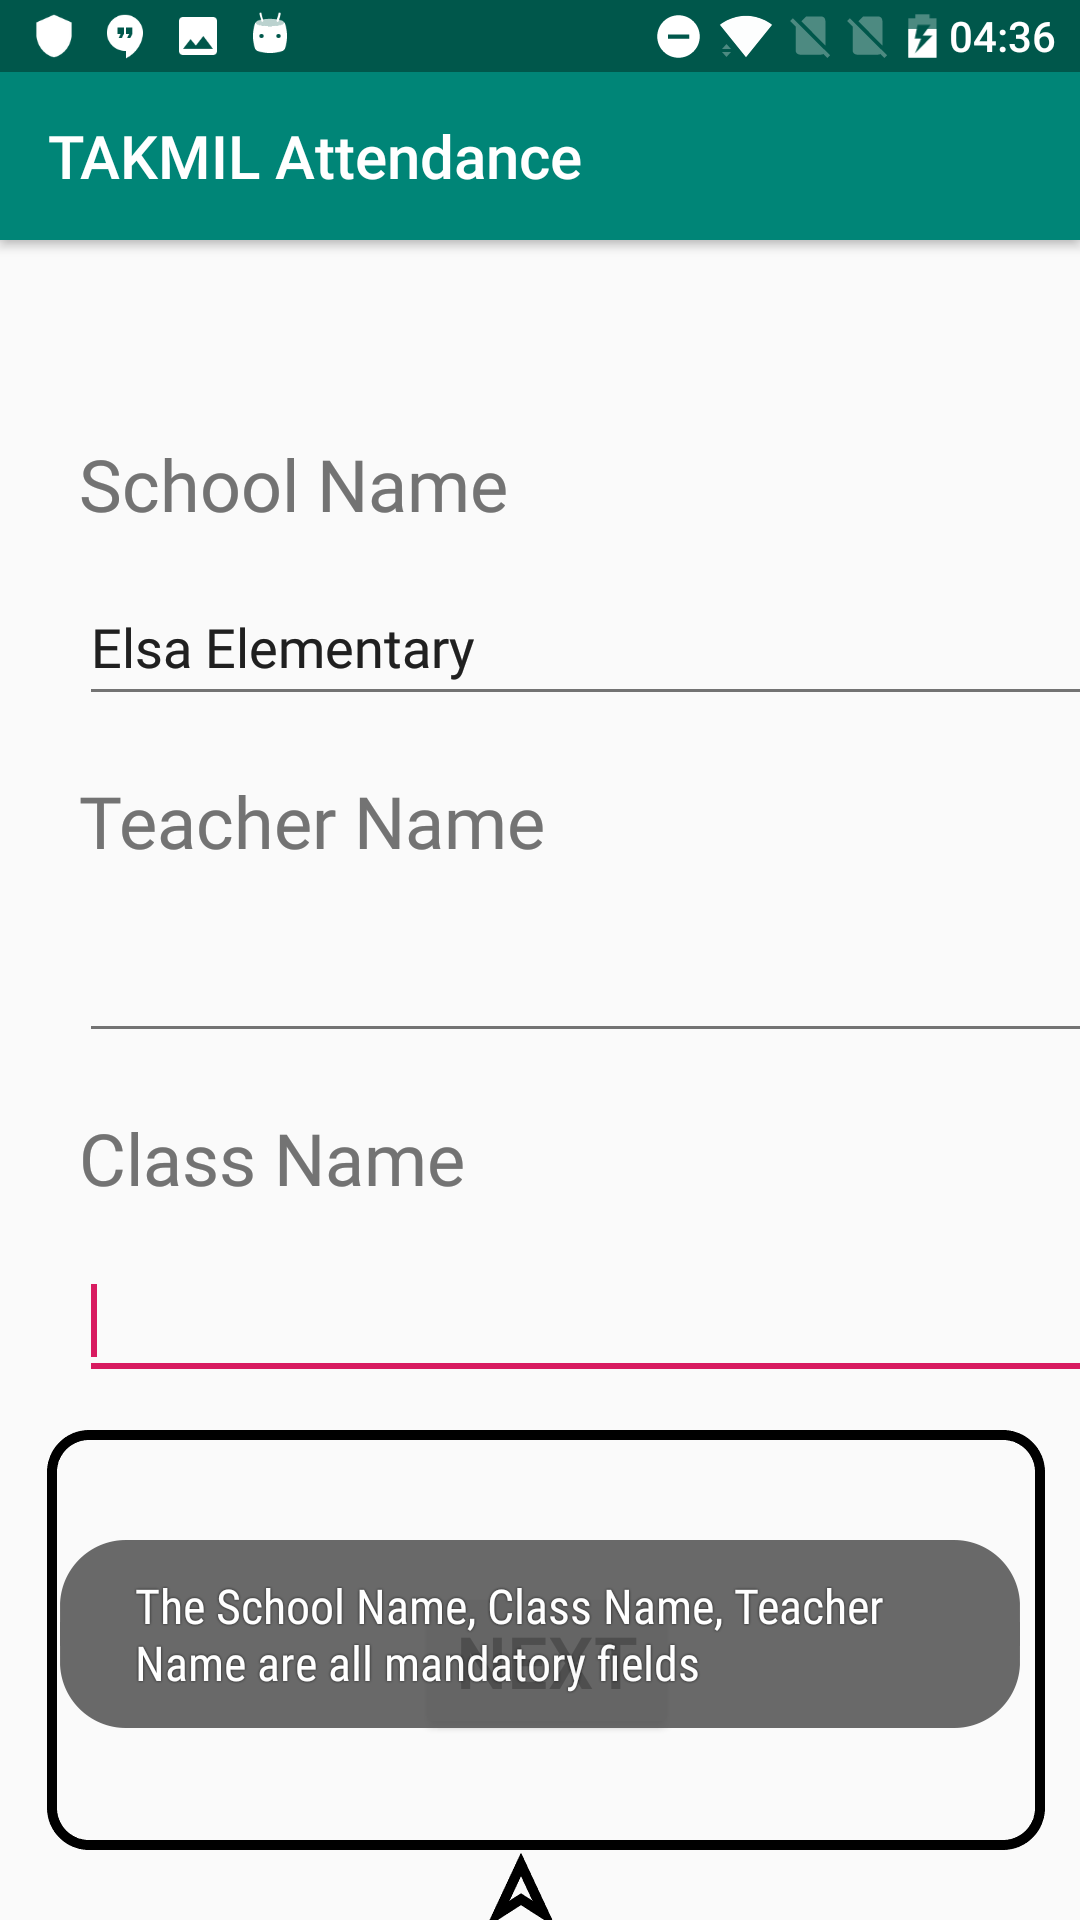 04:36
TAKMIL Attendance
School Name
Elsa Elementary
Teacher Name
Class Name
The School Name, Class Name, Teacher
Name are all mandatory fields
NEXT